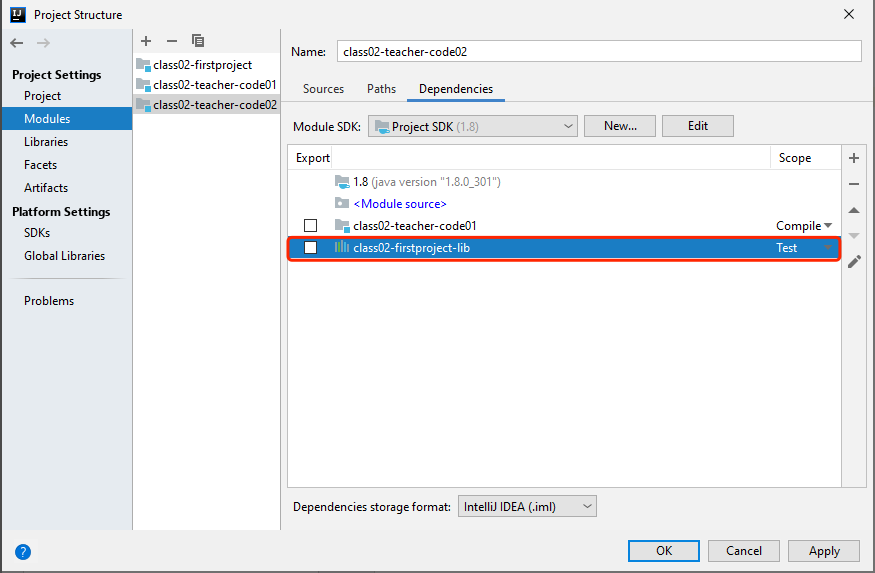 Project Structure
Project Settings
Project
Modules
Libraries
Facets
Artifacts
Platform Settings
SDKs
Global Libraries
Problems
class02-firstproject
class02-teacher-code01
class02-teacher-code02
Name: class02-teacher-code02
Sources Paths Dependencies
Module SDK: Project SDK (1.8) New... Edit
Export Scope
1.8 (java version "1.8.0_301")
<Module source>
class02-teacher-code01 Compile
class02-firstproject-lib Test
Dependencies storage format: IntelliJ IDEA (.iml)
? OK Cancel Apply